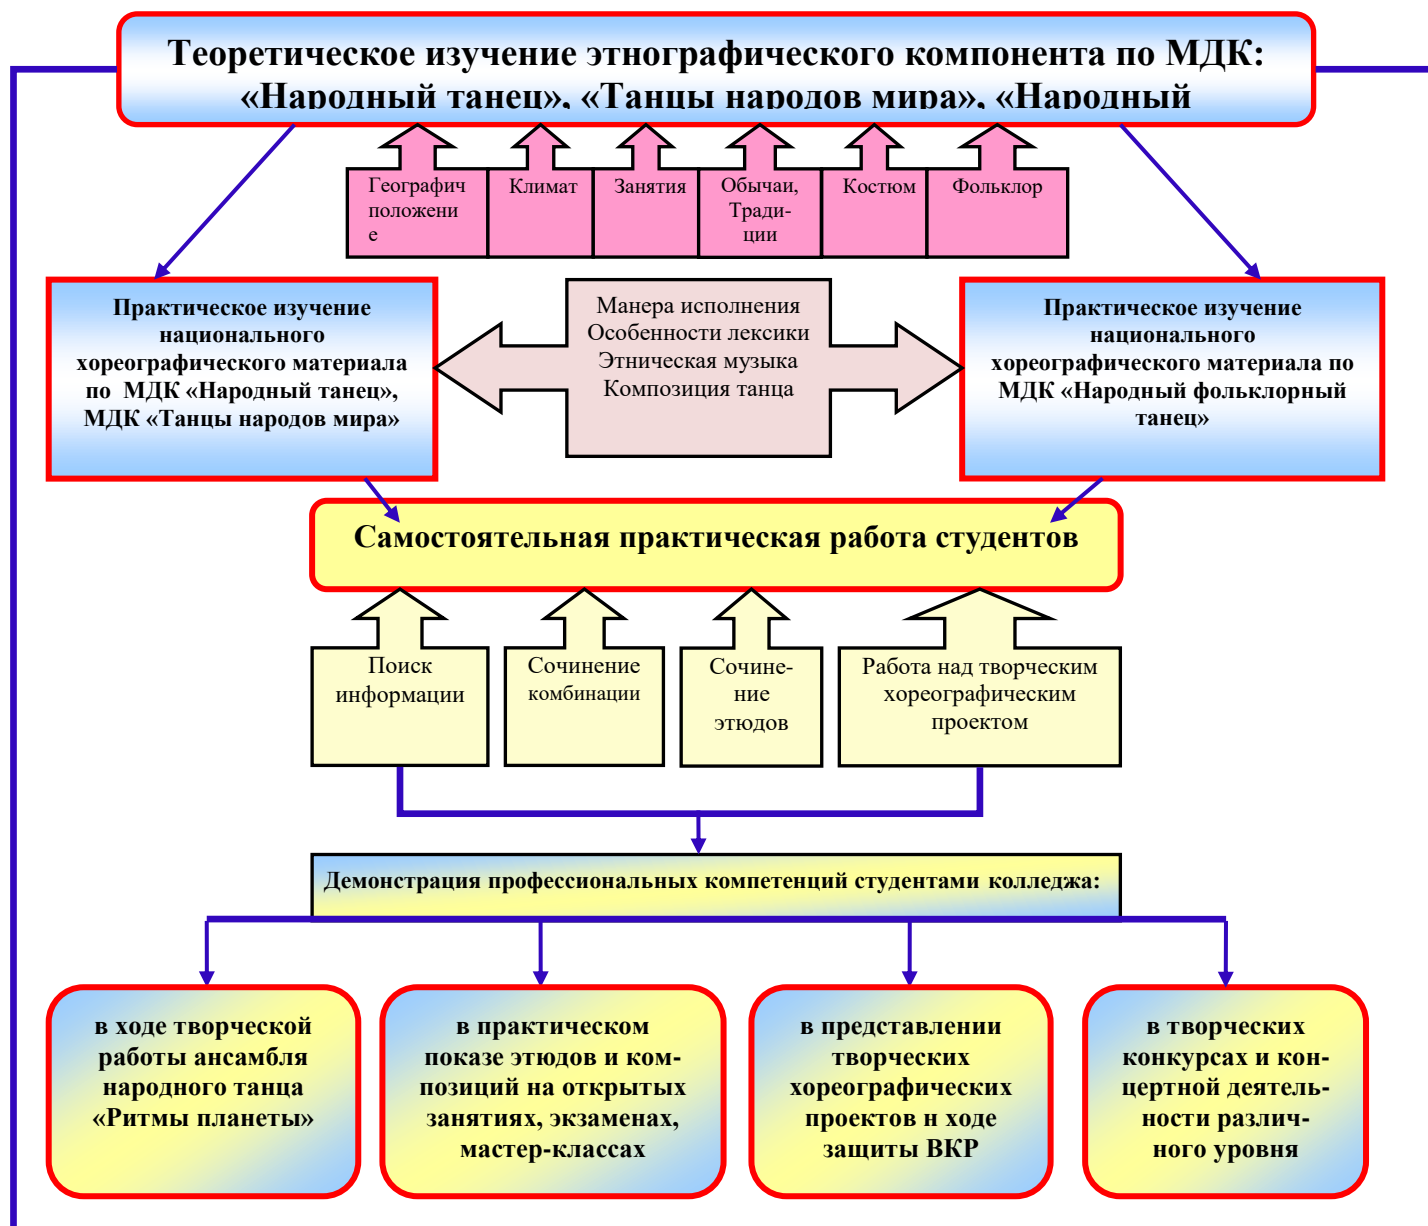 Теоретическое изучение этнографического компонента по МДК:
«Народный танец», «Танцы народов мира», «Народный
Географич
положени
е
Климат
Занятия
Обычаи,
Тради-
ции
Костюм
Фольклор
Практическое изучение
национального
хореографического материала
по МДК «Народный танец»,
МДК «Танцы народов мира»
Манера исполнения
Особенности лексики
Этническая музыка
Композиция танца
Практическое изучение
национального
хореографического материала по
МДК «Народный фольклорный
танец»
Самостоятельная практическая работа студентов
Поиск
информации
Сочинение
комбинации
Сочине-
ние
этюдов
Работа над творческим
хореографическим
проектом
Демонстрация профессиональных компетенций студентами колледжа:
в ходе творческой
работы ансамбля
народного танца
«Ритмы планеты»
в практическом
показе этюдов и ком-
позиций на открытых
занятиях, экзаменах,
мастер-классах
в представлении
творческих
хореографических
проектов н ходе
защиты ВКР
в творческих
конкурсах и кон-
цертной деятель-
ности различ-
ного уровня